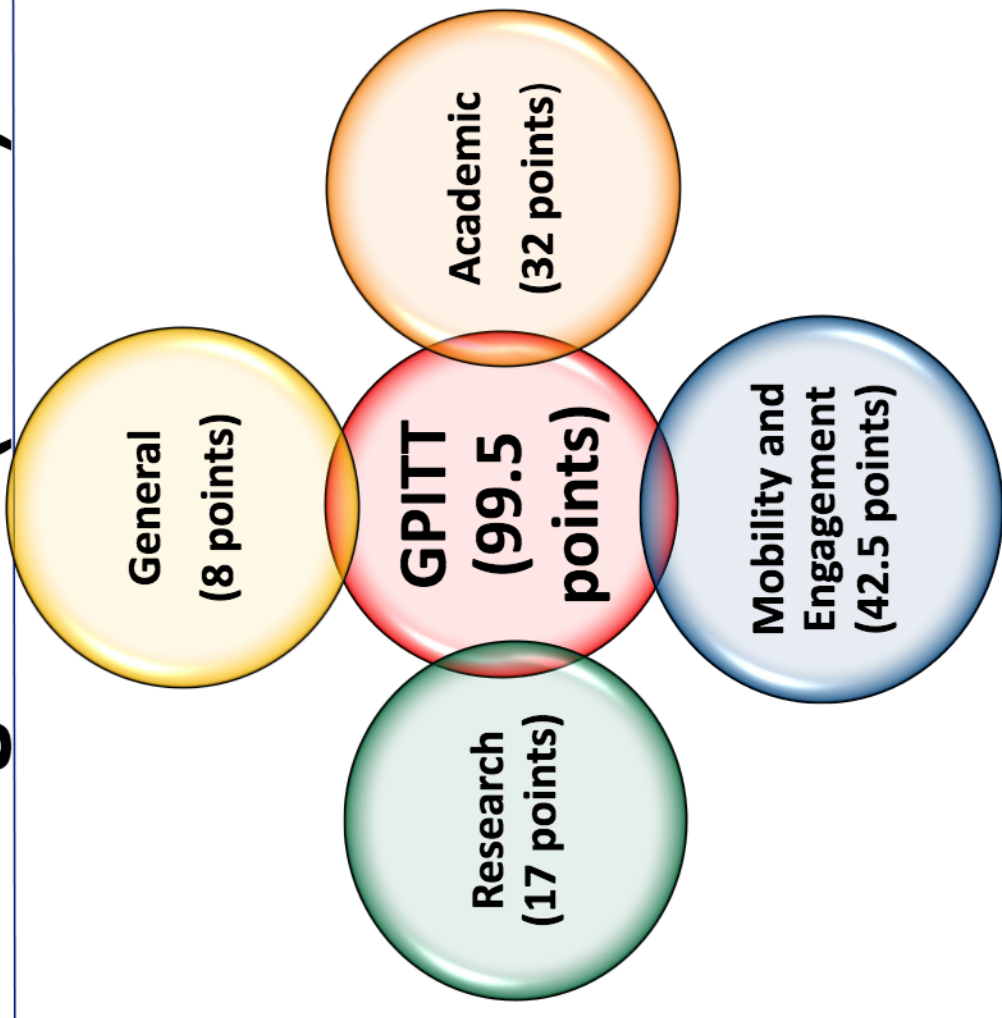 General
(8 points)
Academic
(32 points)
GPITT
(99.5
points)
Research
(17 points)
Mobility and
Engagement
(42.5 points)